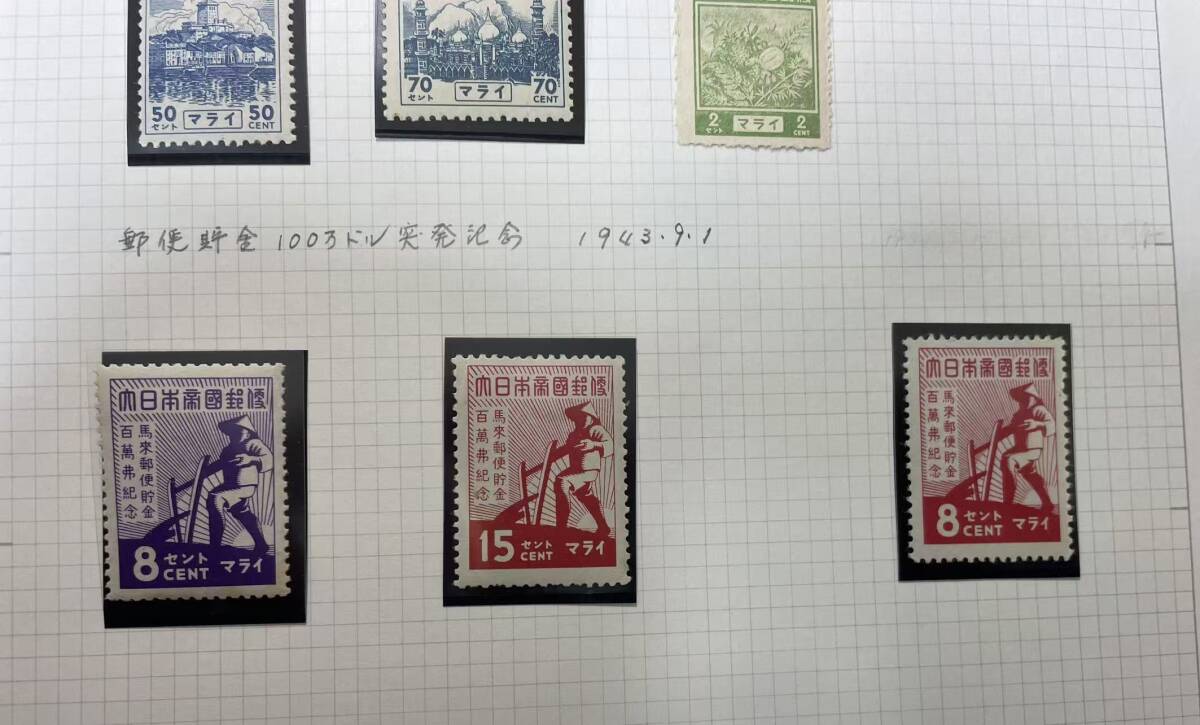 50 セント マライ 50 CENT
70 セント マライ 70 CENT
2 セント マライ 2 CENT
郵便貯金100万ドル突発記念 1943.9.1
大日本帝國郵便
馬來郵便貯金
百萬弗紀念
8 セント CENT マライ
大日本帝國郵便
馬來郵便貯金
百萬弗紀念
15 セント CENT マライ
大日本帝國郵便
馬來郵便貯金
百萬弗紀念
8 セント CENT マライ